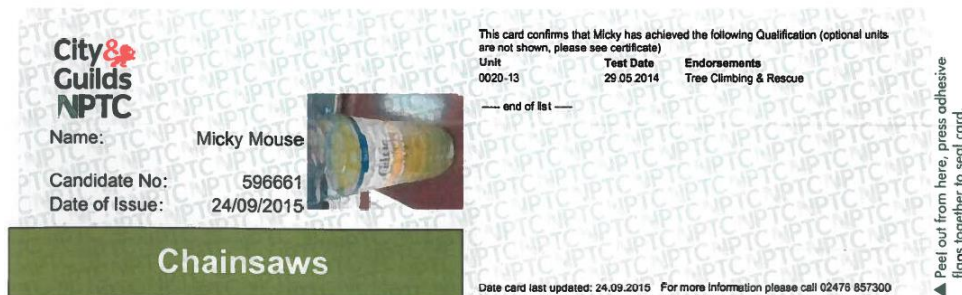 City&
Guilds
NPTC
Name: Micky Mouse
Candidate No: 596661
Date of Issue: 24/09/2015
Chainsaws
This card confirms that Micky has achieved the following Qualification (optional units
are not shown, please see certificate)
Unit Test Date Endorsements
0020-13 29.05.2014 Tree Climbing & Rescue
---- end of list ----
Date card last updated: 24.09.2015 For more information please call 02476 857300
▲ Peel out from here, press adhesive
flaps together to seal card